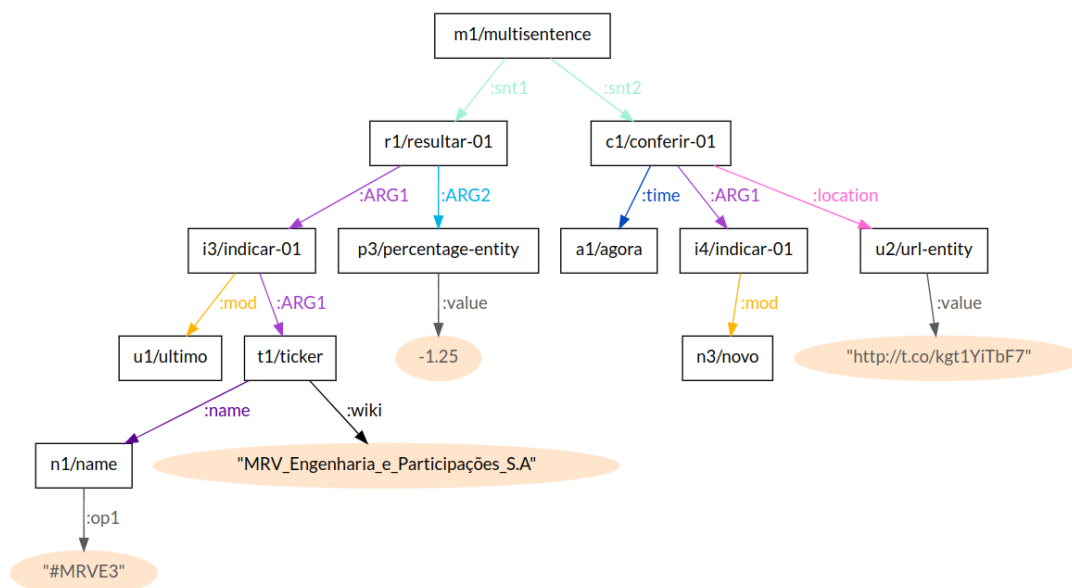 m1/multisentence
:snt1 :snt2
r1/resultar-01 c1/conferir-01
:ARG1 :ARG2 :time :ARG1 :location
i3/indicar-01 p3/percentage-entity a1/agora i4/indicar-01 u2/url-entity
:mod :ARG1 :value :mod :value
u1/ultimo t1/ticker -1.25 n3/novo "http://t.co/kgt1YiTbF7"
:name :wiki
n1/name "MRV_Engenharia_e_Participações_S.A"
:op1
"#MRVE3"